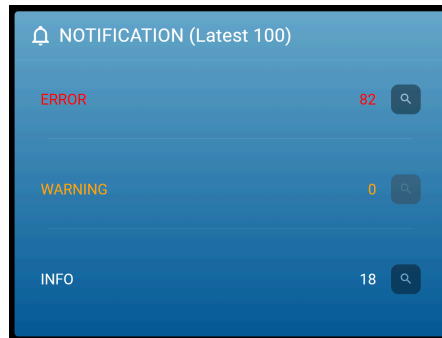 NOTIFICATION (Latest 100)
ERROR 82
WARNING 0
INFO 18